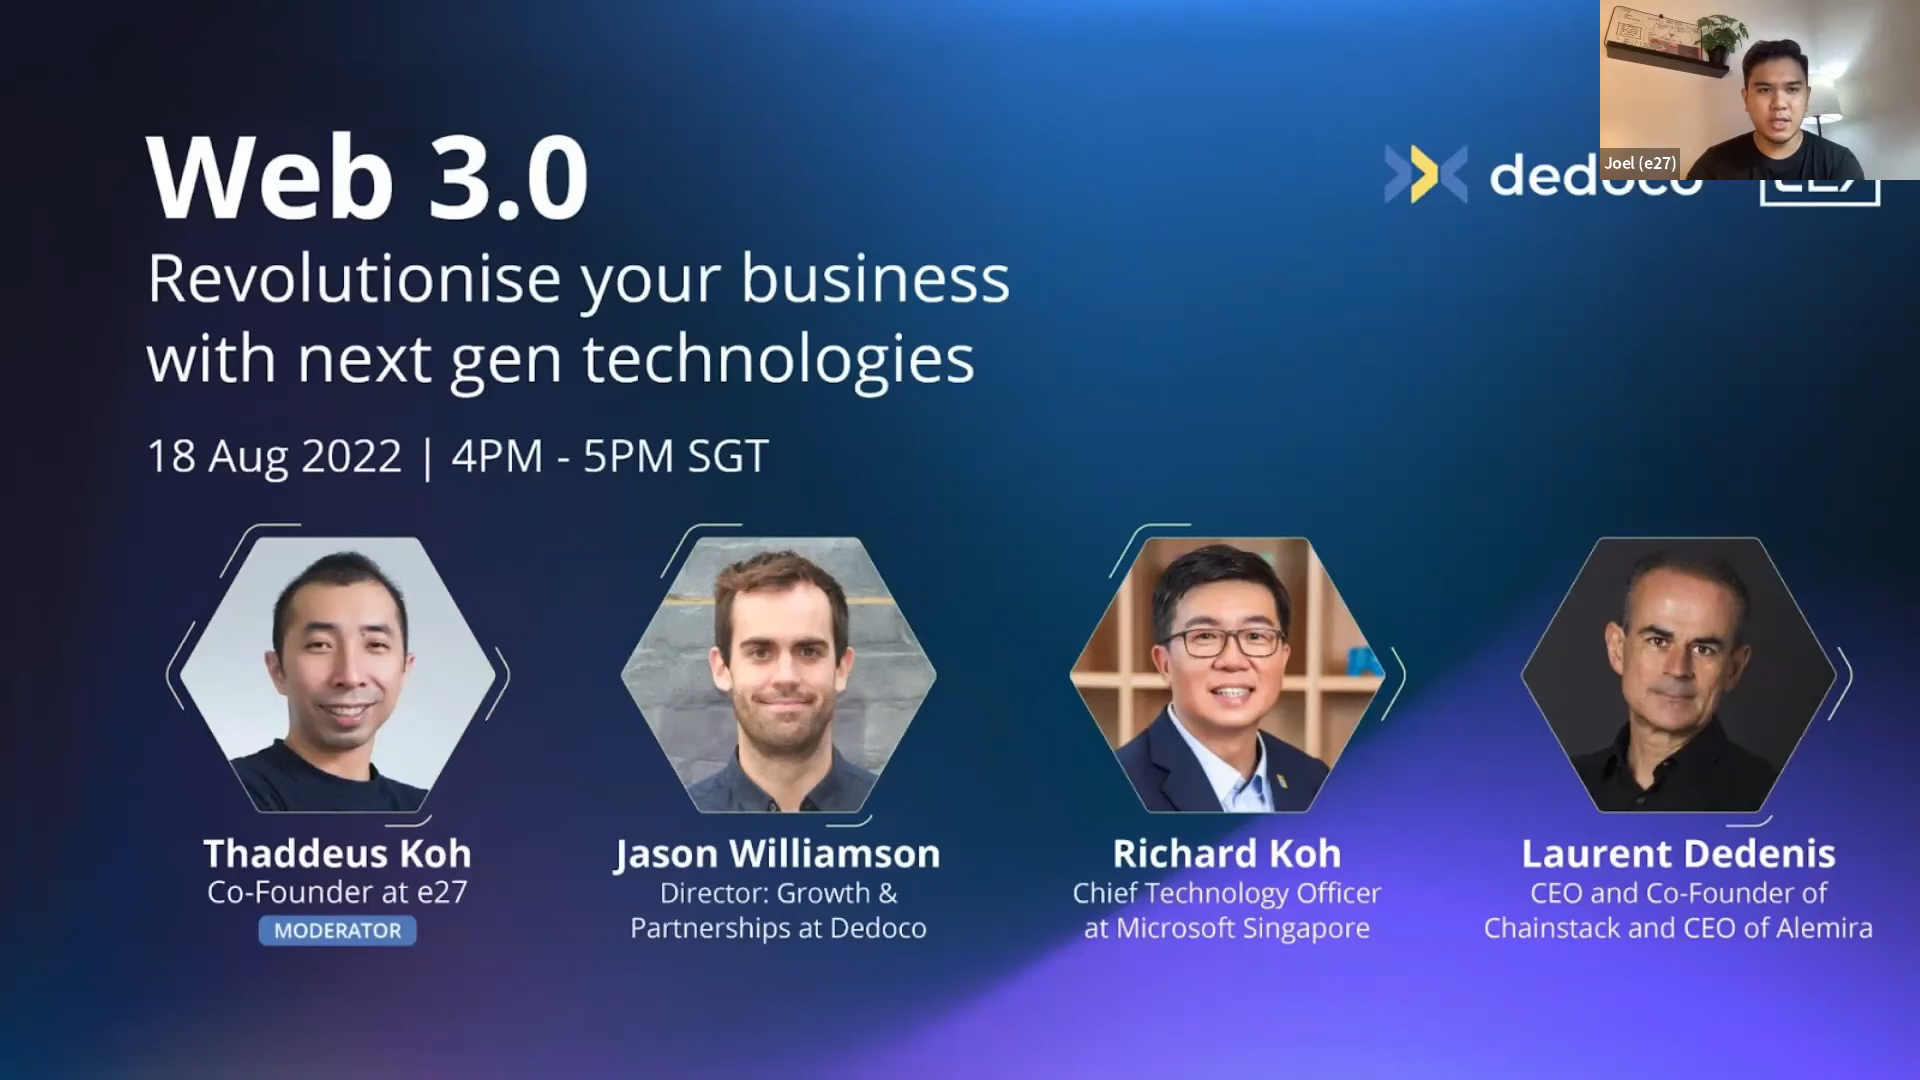 Web 3.0
Revolutionise your business
with next gen technologies
18 Aug 2022 | 4PM - 5PM SGT
dedoco
Joel (e27)
Thaddeus Koh
Co-Founder at e27
MODERATOR
Jason Williamson
Director: Growth &
Partnerships at Dedoco
Richard Koh
Chief Technology Officer
at Microsoft Singapore
Laurent Dedenis
CEO and Co-Founder of
Chainstack and CEO of Alemira